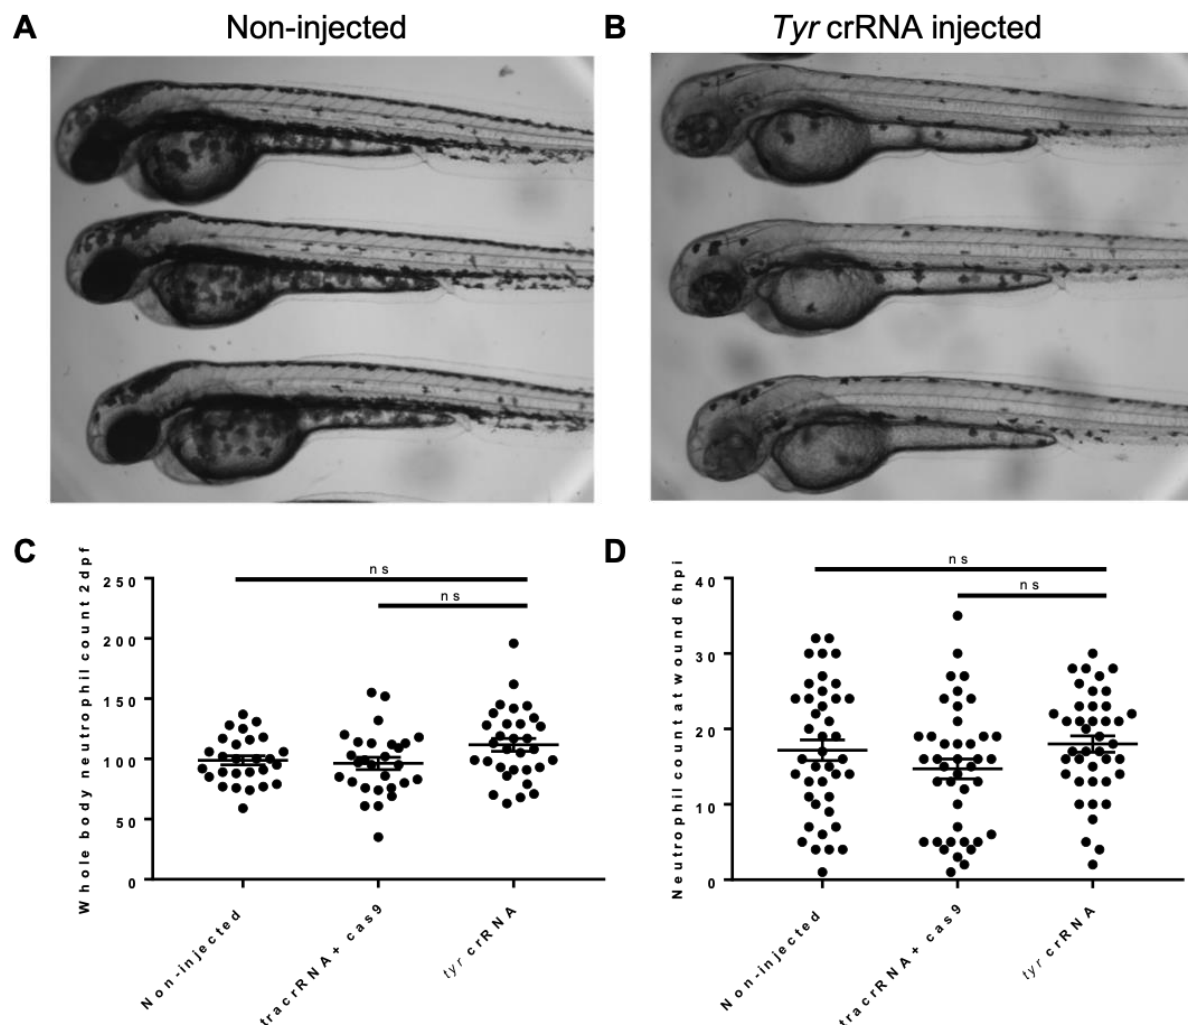 A Non-injected
B Tyr crRNA injected
C
Whole body neutrophil count 2dpf
250
200
150
100
50
0
ns
ns
Non-injected
tracrRNA+ cas9
tyr crRNA
D
Neutrophil count at wound 6hpi
40
30
20
10
0
ns
ns
Non-injected
tracrRNA+ cas9
tyr crRNA